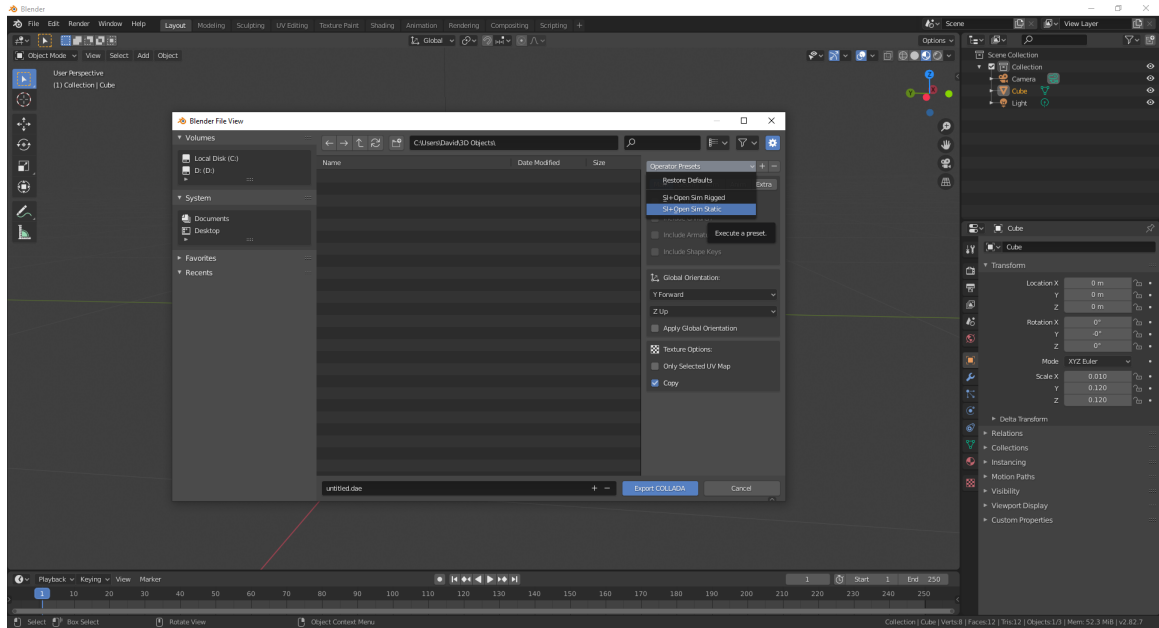 Blender
File Edit Render Window Help Layout Modeling Sculpting UV Editing Texture Paint Shading Animation Rendering Compositing Scripting + Scene View Layer
Global Options
Object Mode View Select Add Object
User Perspective
(1) Collection | Cube
Z
Y
Scene Collection
Collection
Camera
Cube
Light
Blender File View
Volumes
Local Disk (C:)
D: (D:)
System
Documents
Desktop
Favorites
Recents
C:\Users\David\3D Objects\
Name Date Modified Size
Operator Presets + −
Restore Defaults
Extra
Sl+Open Sim Rigged
Sl+Open Sim Static
Execute a preset.
Include Shape Keys
Global Orientation:
Y Forward
Z Up
Apply Global Orientation
Texture Options:
Only Selected UV Map
Copy
untitled.dae + −
Export COLLADA Cancel
Cube
Cube
Transform
Location X 0 m
Y 0 m
Z 0 m
Rotation X 0°
Y -0°
Z 0°
Mode XYZ Euler
Scale X 0.010
Y 0.120
Z 0.120
Delta Transform
Relations
Collections
Instancing
Motion Paths
Visibility
Viewport Display
Custom Properties
Playback Keying View Marker 1 Start 1 End 250
1 10 20 30 40 50 60 70 80 90 100 110 120 130 140 150 160 170 180 190 200 210 220 230 240 250
Select Box Select Rotate View Object Context Menu Collection | Cube | Verts:8 | Faces:12 | Tris:12 | Objects:1/3 | Mem: 52.3 MiB | v2.82.7